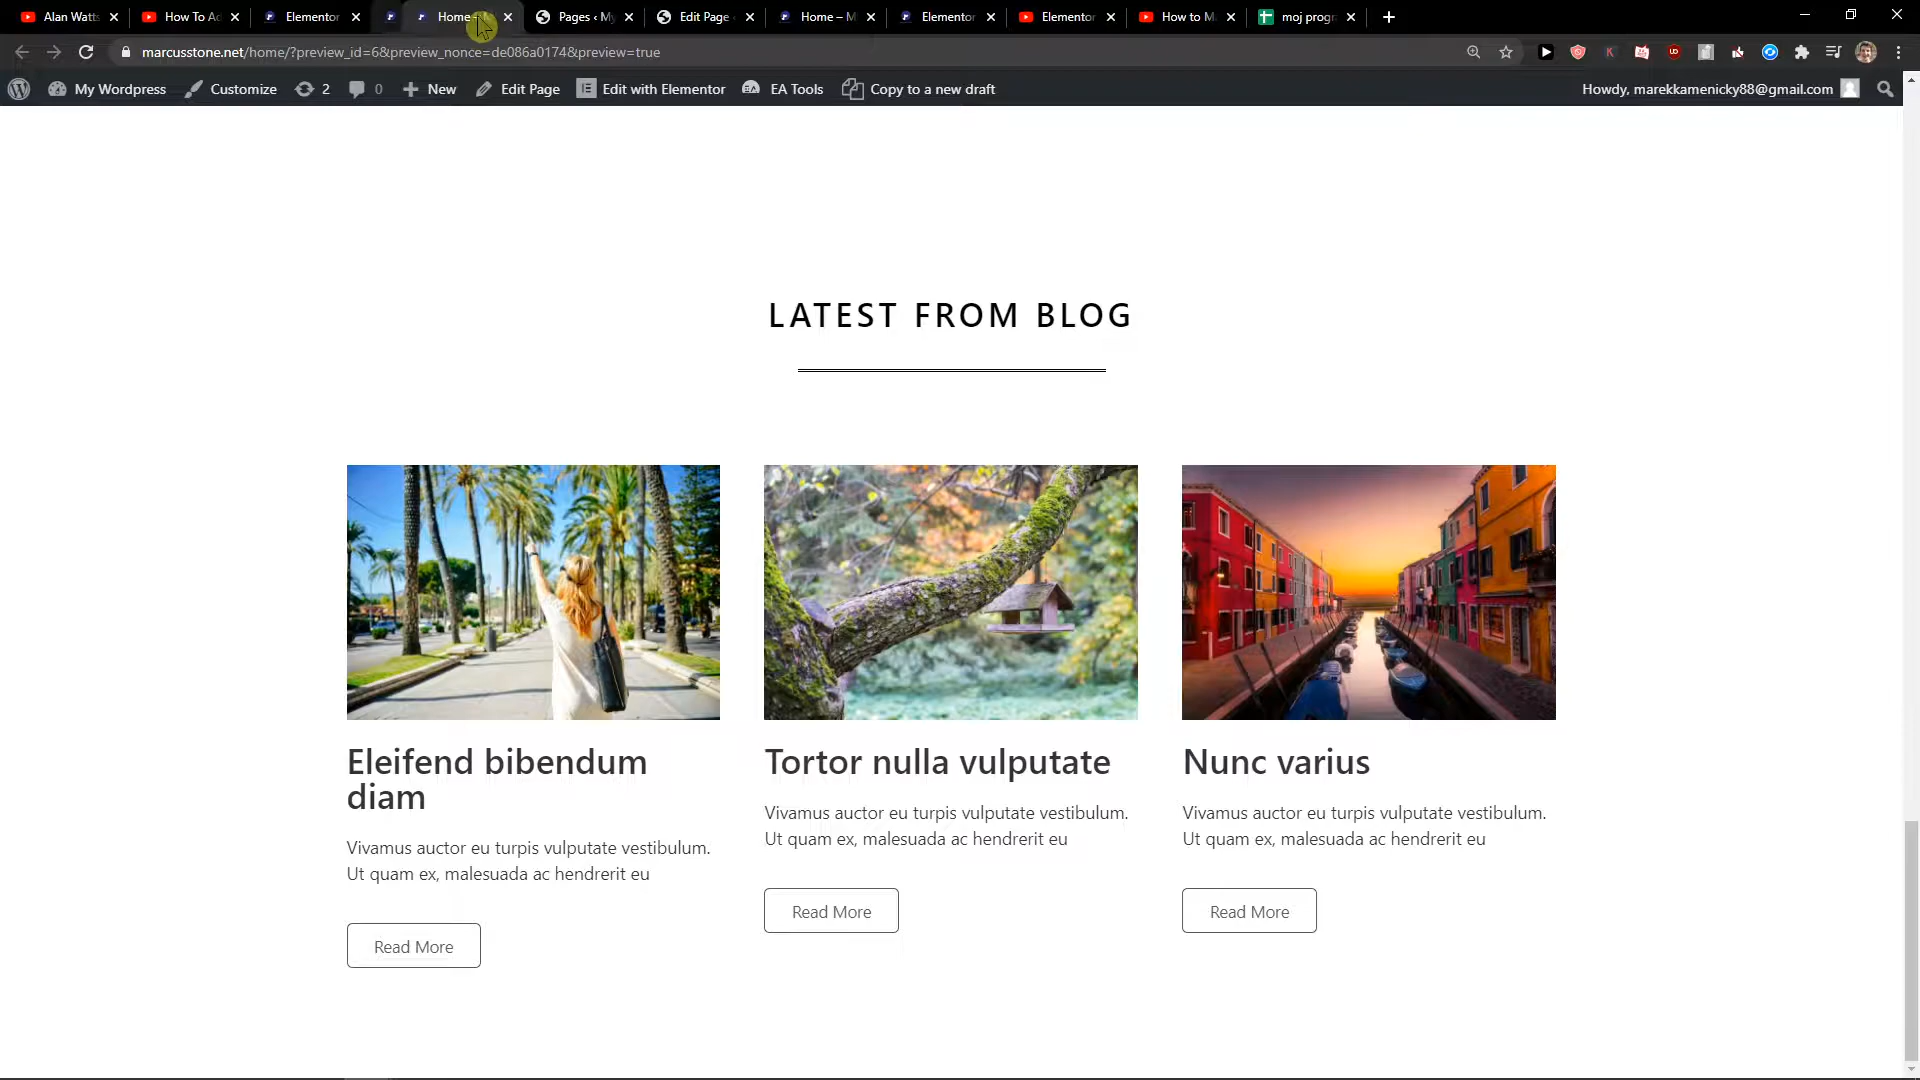 Alan Watts
How To Ac
Elementor
Home –
Pages ‹ My
Edit Page
Home – M
Elementor
Elementor
How to M
moj progr
marcusstone.net/home/?preview_id=6&preview_nonce=de086a0174&preview=true
My Wordpress
Customize
2
0
New
Edit Page
Edit with Elementor
EA Tools
Copy to a new draft
Howdy, marekkamenicky88@gmail.com
LATEST FROM BLOG
Eleifend bibendum
diam
Vivamus auctor eu turpis vulputate vestibulum.
Ut quam ex, malesuada ac hendrerit eu
Read More
Tortor nulla vulputate
Vivamus auctor eu turpis vulputate vestibulum.
Ut quam ex, malesuada ac hendrerit eu
Read More
Nunc varius
Vivamus auctor eu turpis vulputate vestibulum.
Ut quam ex, malesuada ac hendrerit eu
Read More